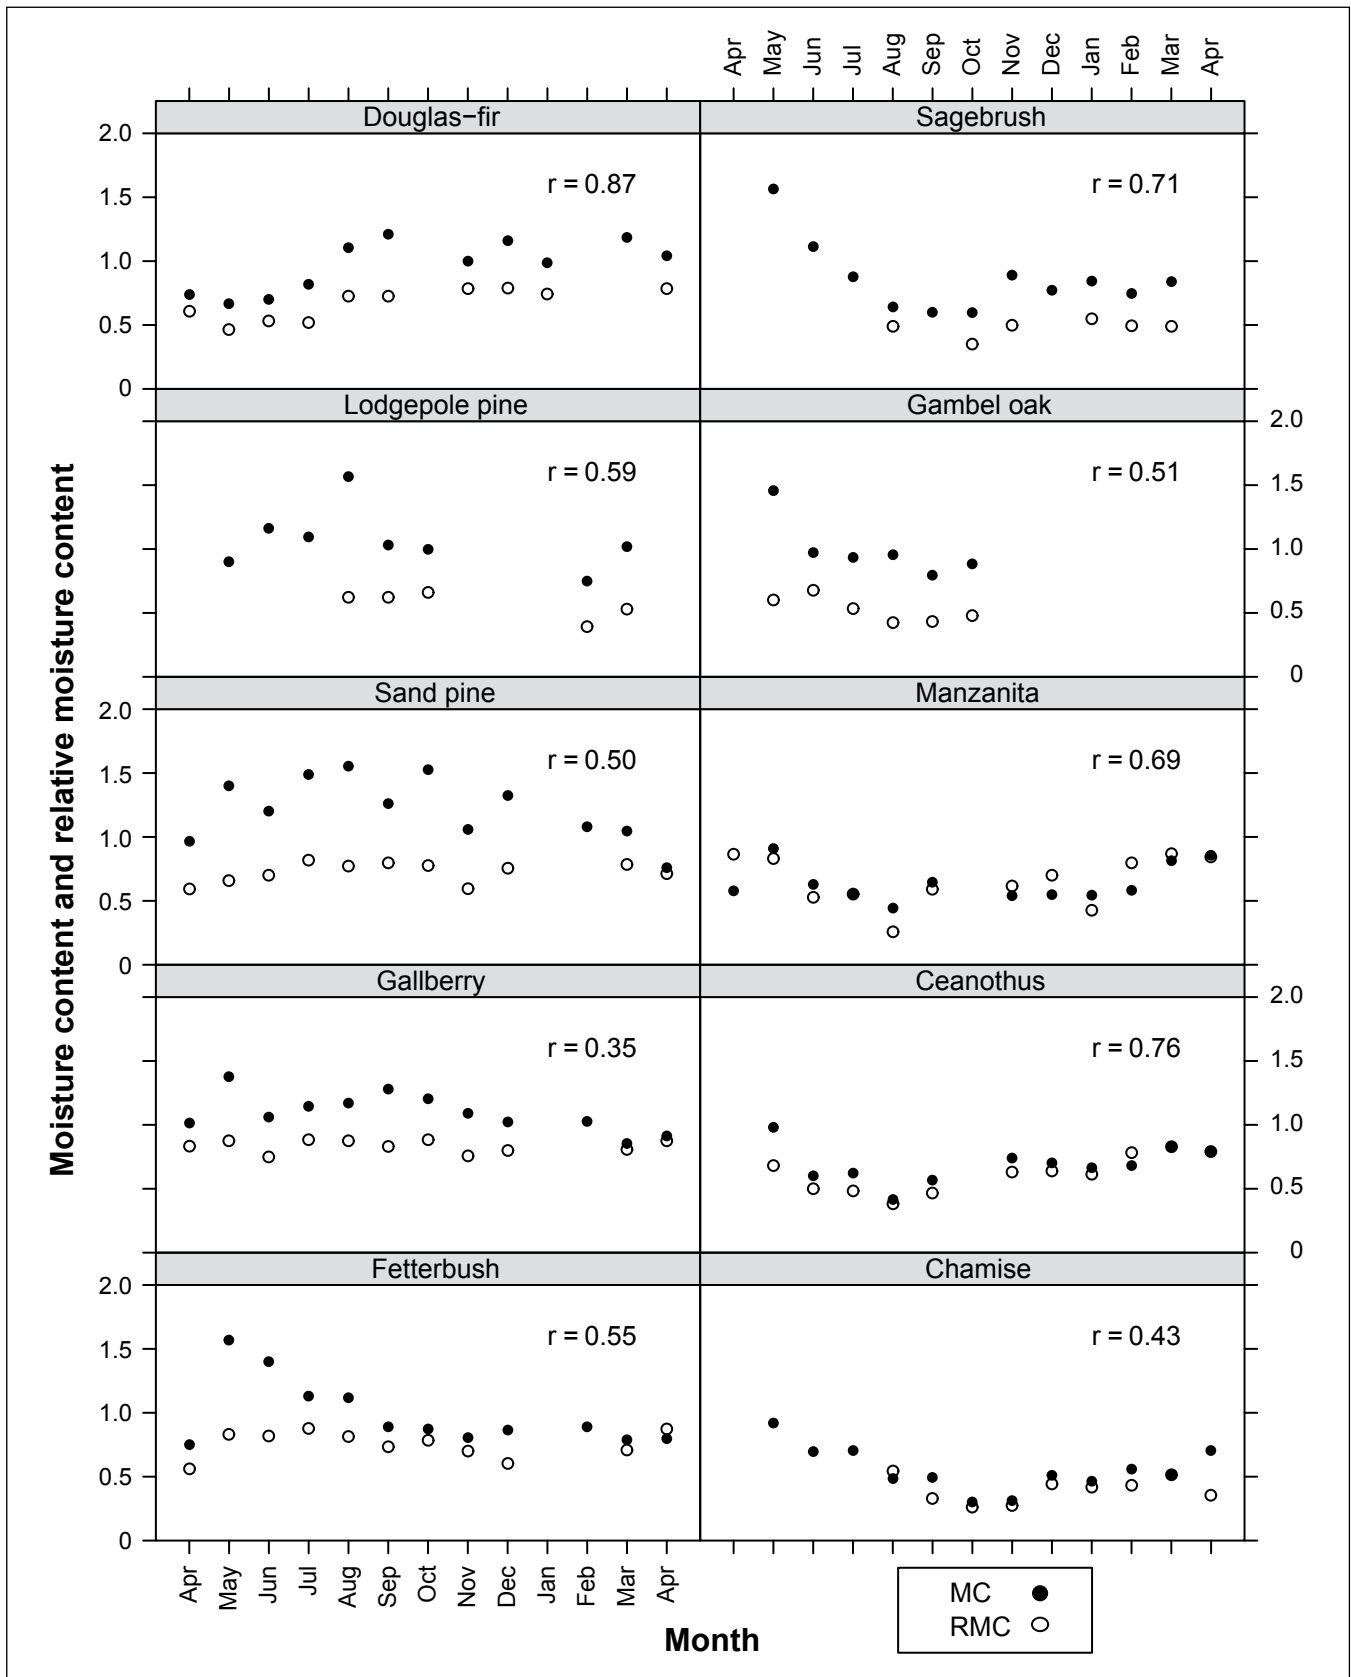 Apr May Jun Jul Aug Sep Oct Nov Dec Jan Feb Mar Apr
Douglas−fir Sagebrush
2.0
1.5
1.0
0.5
0
r = 0.87 r = 0.71
Lodgepole pine Gambel oak
2.0
1.5
1.0
0.5
0
r = 0.59 r = 0.51
Sand pine Manzanita
2.0
1.5
1.0
0.5
0
r = 0.50 r = 0.69
Gallberry Ceanothus
2.0
1.5
1.0
0.5
0
r = 0.35 r = 0.76
Fetterbush Chamise
2.0
1.5
1.0
0.5
0
r = 0.55 r = 0.43
Moisture content and relative moisture content
Apr May Jun Jul Aug Sep Oct Nov Dec Jan Feb Mar Apr
Month
MC
RMC